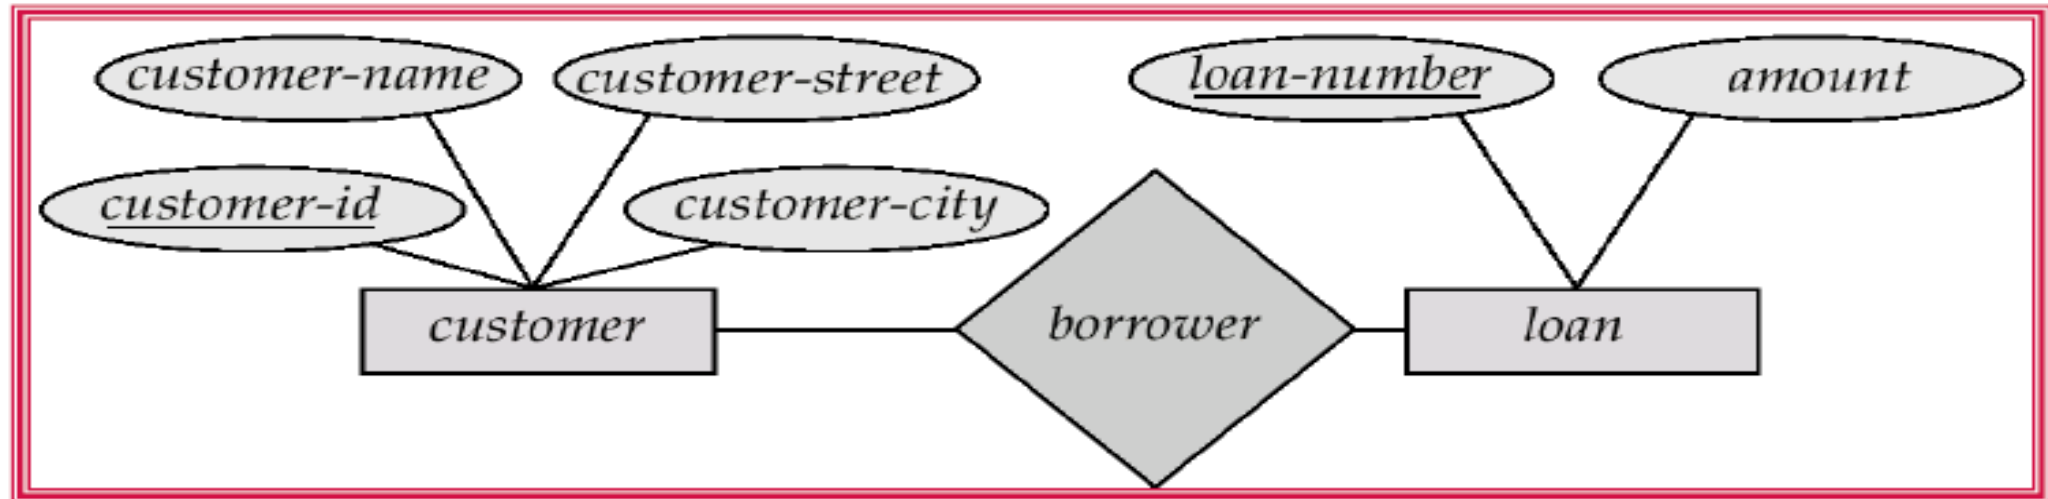 customer-name
customer-street
loan-number
amount
customer-id
customer-city
customer
borrower
loan